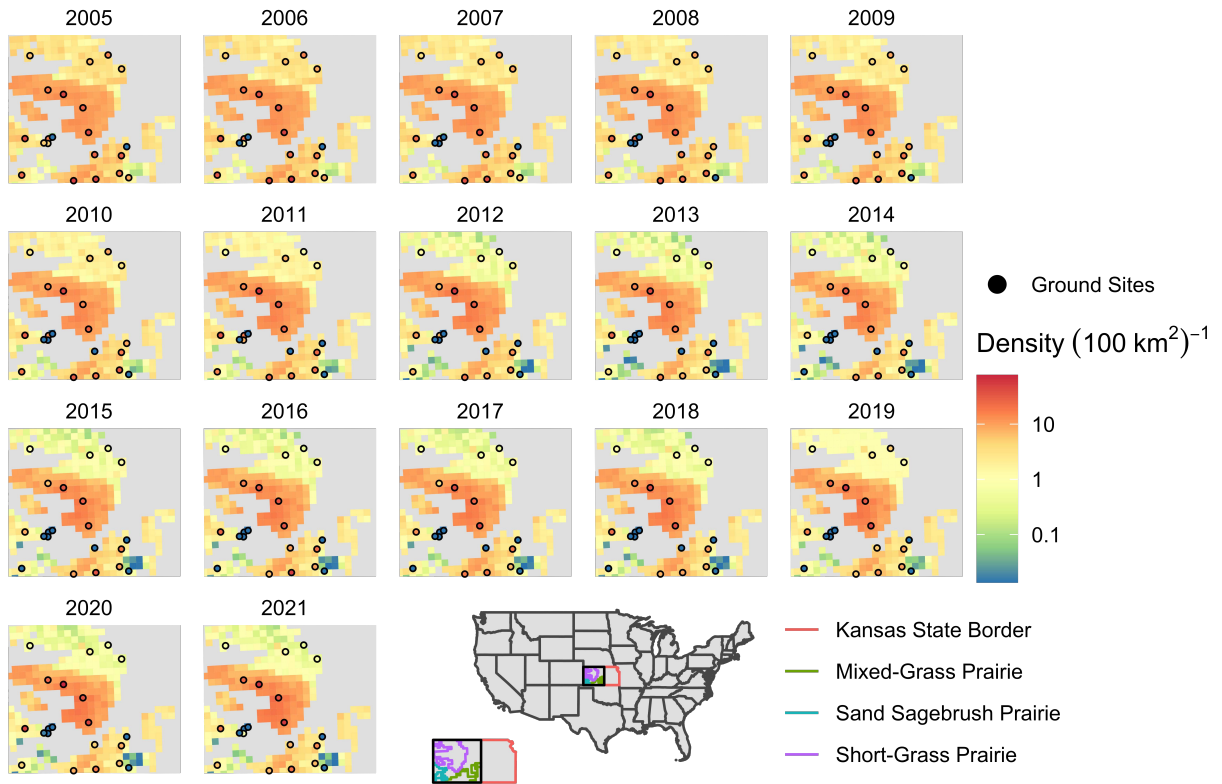 2005 2006 2007 2008 2009
2010 2011 2012 2013 2014
Ground Sites
Density (100 km²)⁻¹
10
1
0.1
2015 2016 2017 2018 2019
2020 2021
Kansas State Border
Mixed-Grass Prairie
Sand Sagebrush Prairie
Short-Grass Prairie